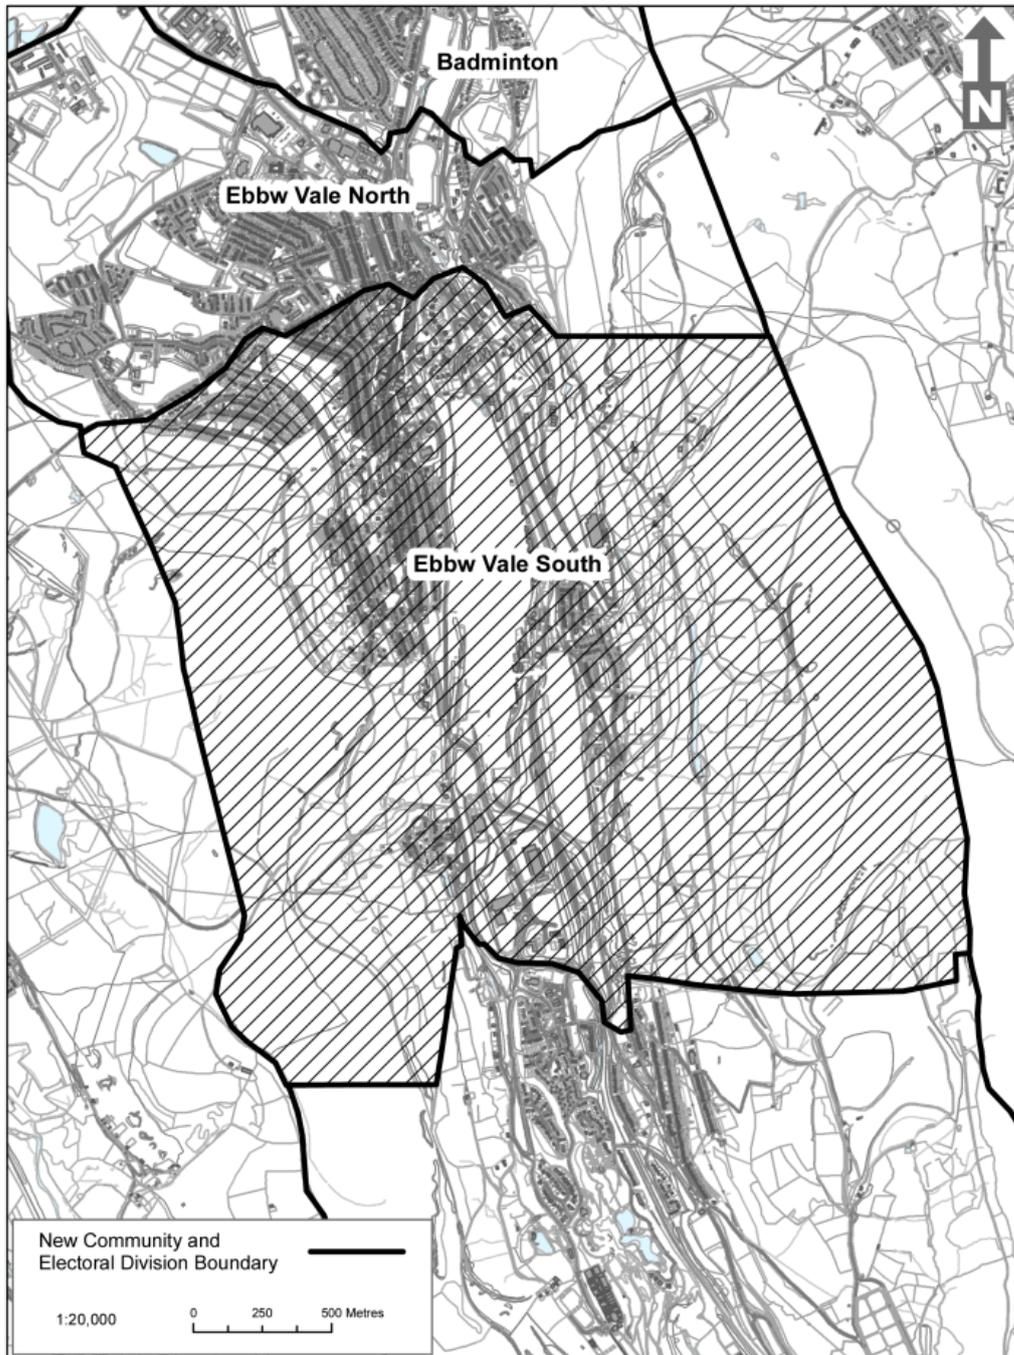 Badminton
N
Ebbw Vale North
Ebbw Vale South
New Community and
Electoral Division Boundary
1:20,000
0 250 500 Metres